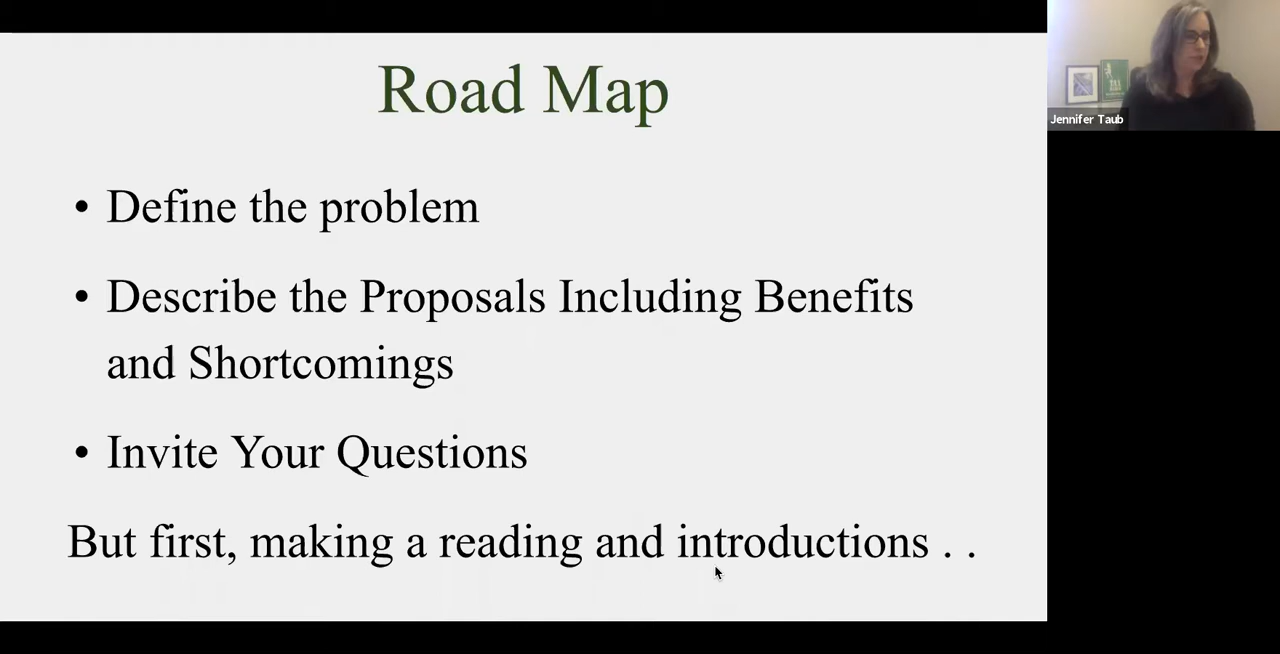 Road Map
• Define the problem
• Describe the Proposals Including Benefits
and Shortcomings
• Invite Your Questions
But first, making a reading and introductions . .
Jennifer Taub